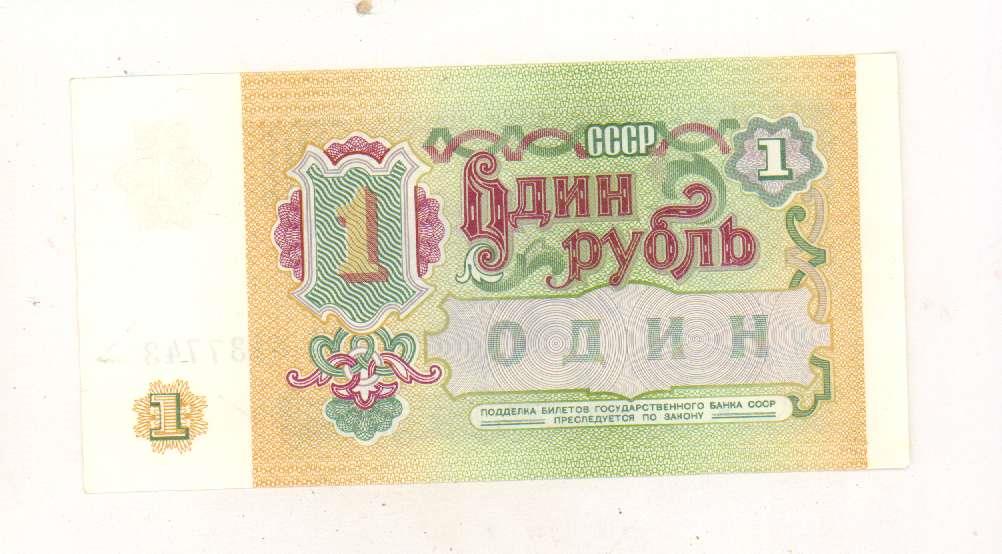 СССР
1
Один
рубль
1
ОДИН
ПОДДЕЛКА БИЛЕТОВ ГОСУДАРСТВЕННОГО БАНКА СССР
ПРЕСЛЕДУЕТСЯ ПО ЗАКОНУ
1